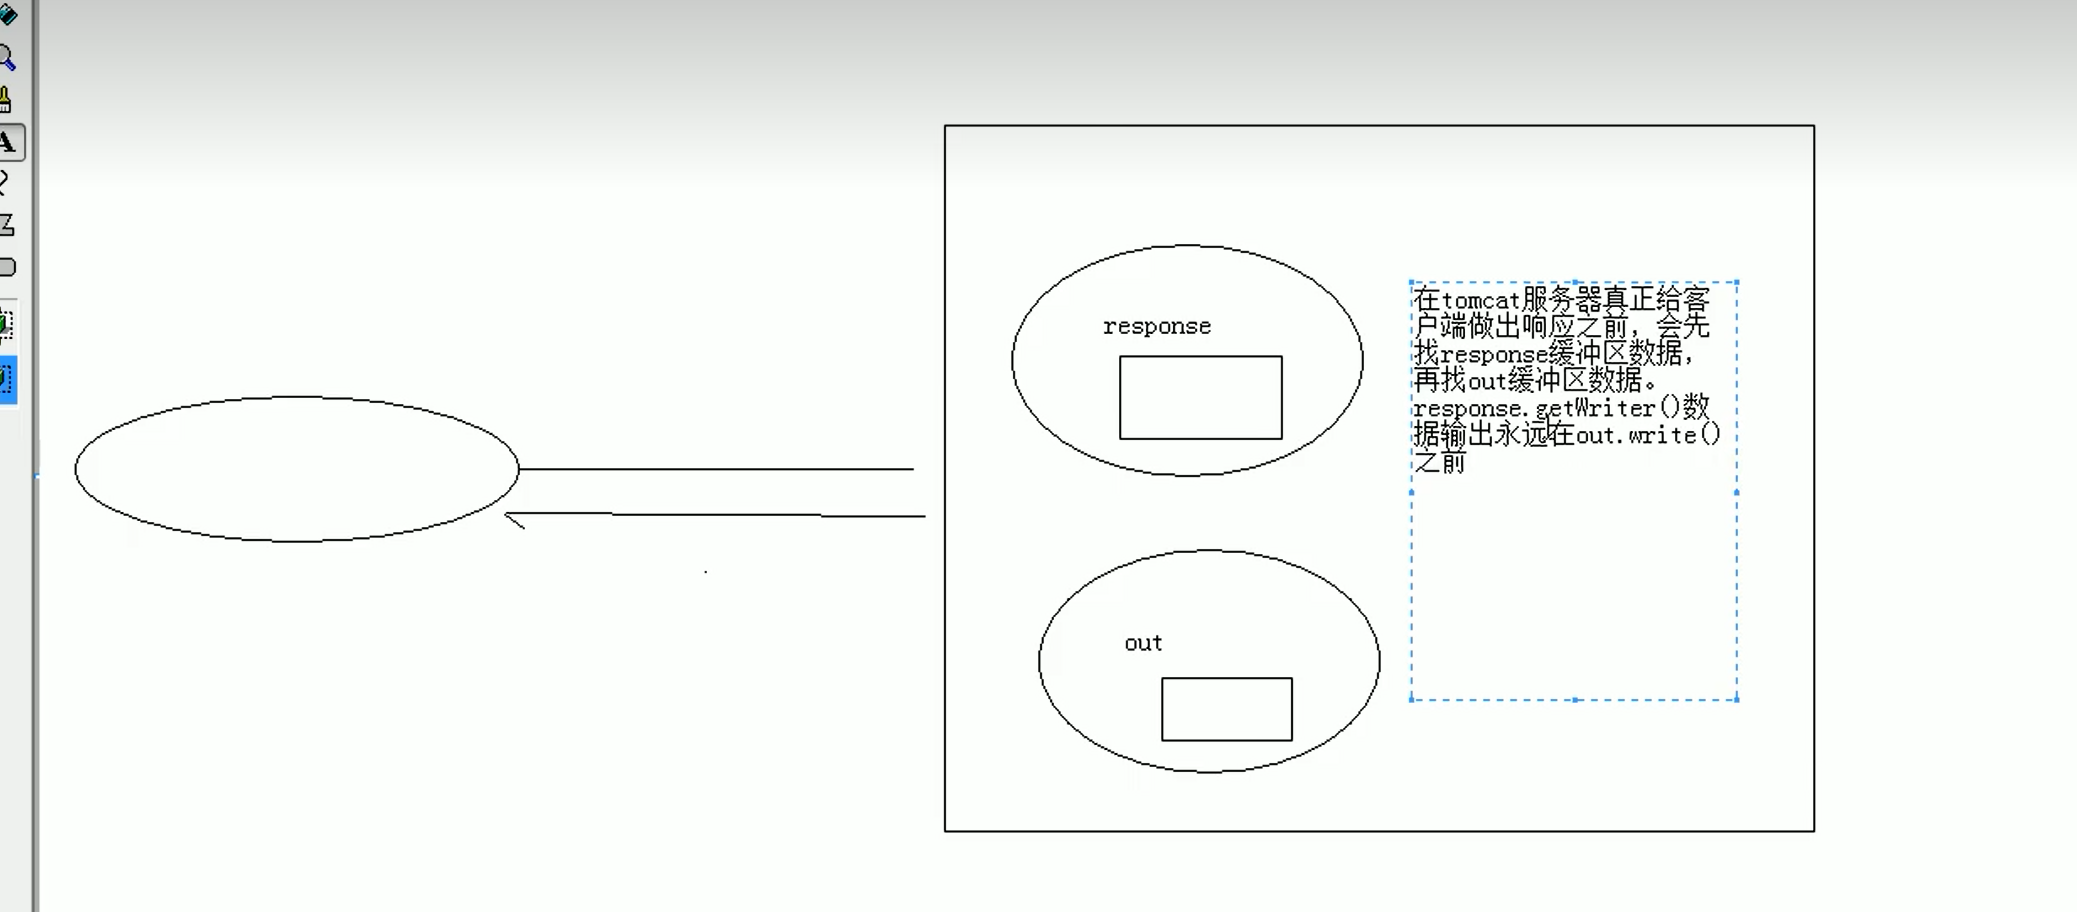 response
在tomcat服务器真正给客
户端做出响应之前，会先
找response缓冲区数据，
再找out缓冲区数据。
response.getWriter()数
据输出永远在out.write()
之前
out